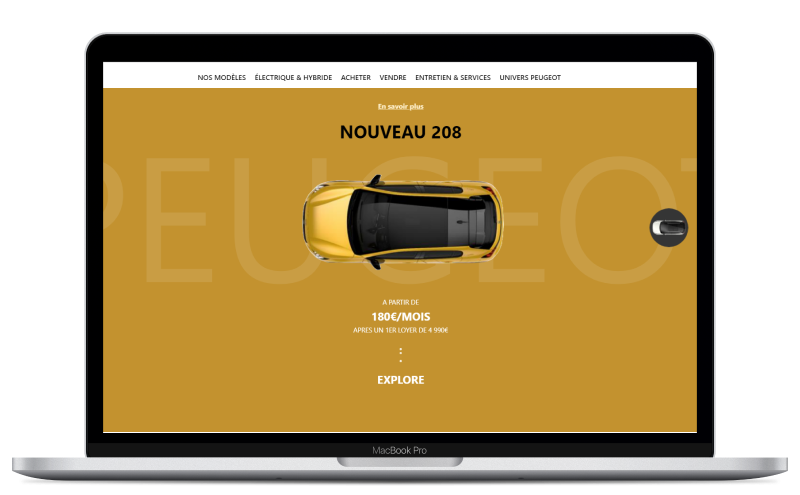 NOS MODÈLES ÉLECTRIQUE & HYBRIDE ACHETER VENDRE ENTRETIEN & SERVICES UNIVERS PEUGEOT
En savoir plus
NOUVEAU 208
PEUGEOT
A PARTIR DE
180€/MOIS
APRES UN 1ER LOYER DE 4 990€
EXPLORE
MacBook Pro